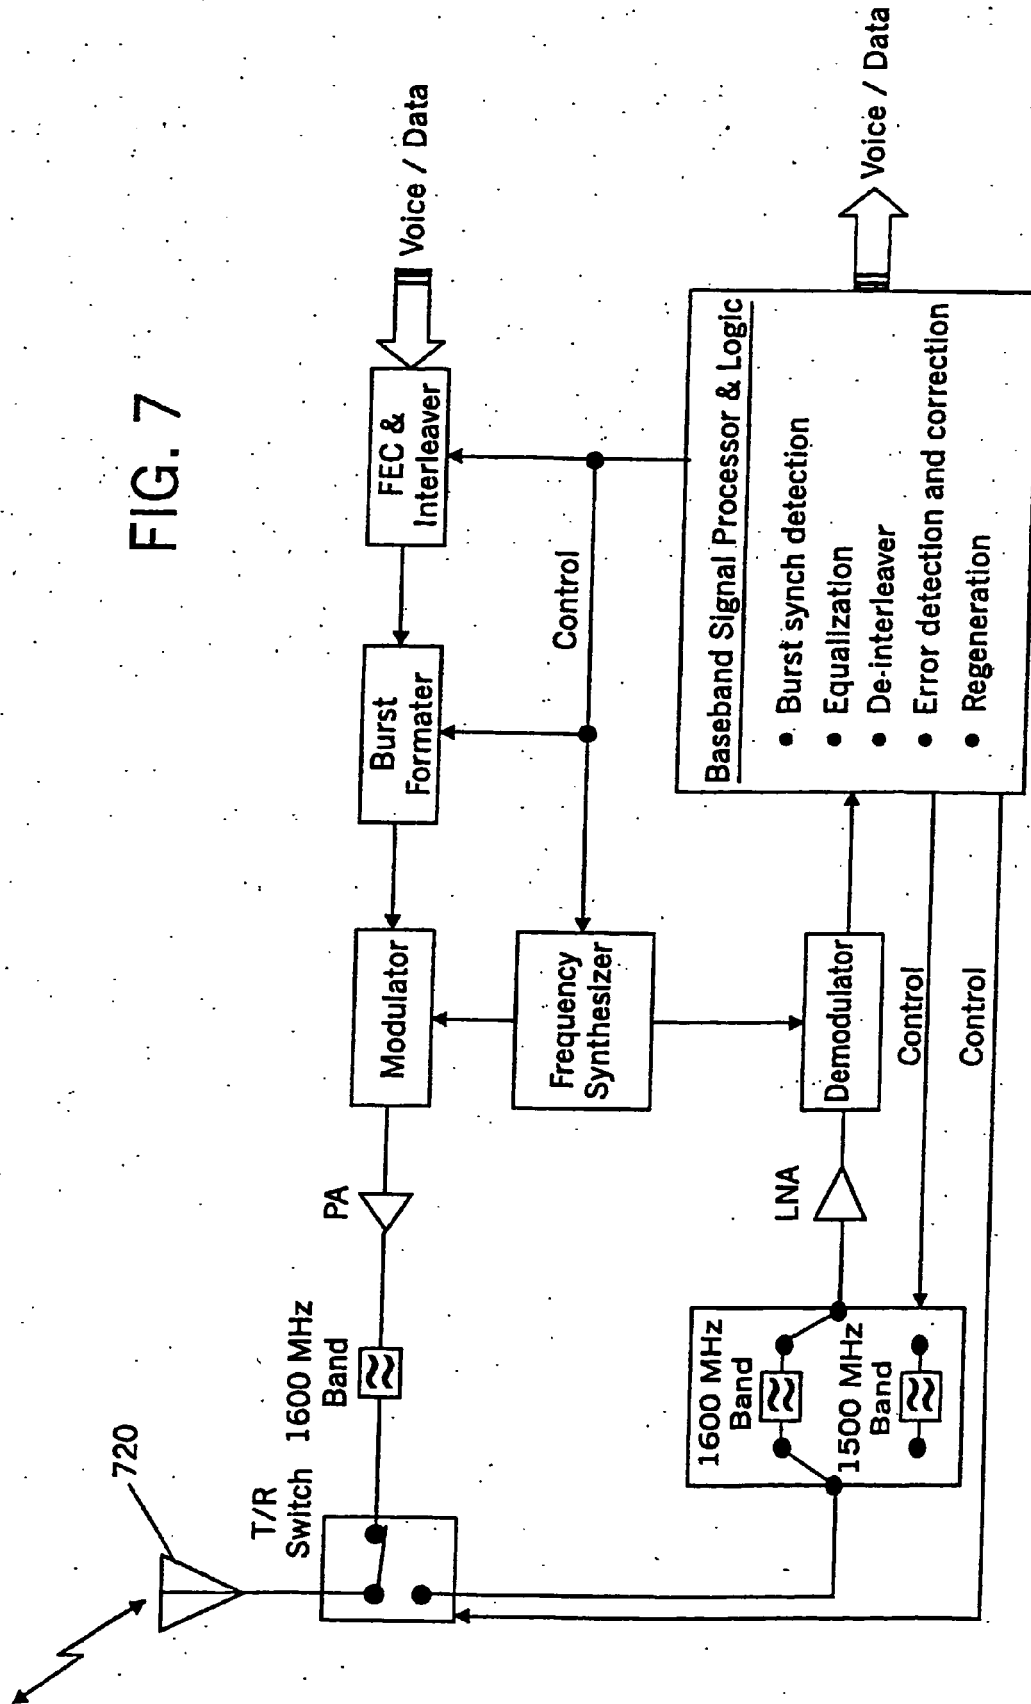 FIG. 7
720
T/R
Switch
1600 MHz
Band
PA
Modulator
Burst
Formater
FEC &
Interleaver
Voice / Data
Control
Frequency
Synthesizer
1600 MHz
Band
1500 MHz
Band
LNA
Demodulator
Control
Control
Baseband Signal Processor & Logic
● Burst synch detection
● Equalization
● De-interleaver
● Error detection and correction
● Regeneration
Voice / Data